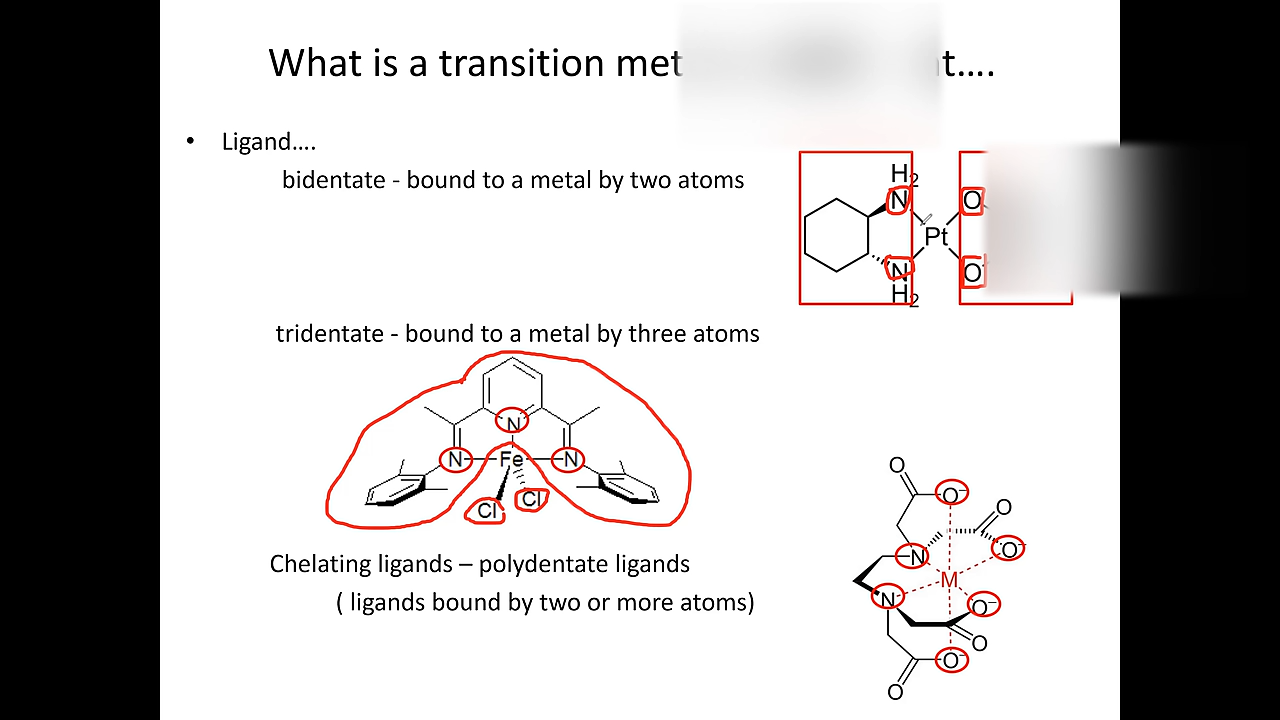 What is a transition met t....
• Ligand....
bidentate - bound to a metal by two atoms
H2
N
O
Pt
N
O
H2
tridentate - bound to a metal by three atoms
N
N Fe N
Cl Cl
Chelating ligands – polydentate ligands
( ligands bound by two or more atoms)
O
O⁻
O
N
O⁻
M
N
O⁻
O
O⁻
O